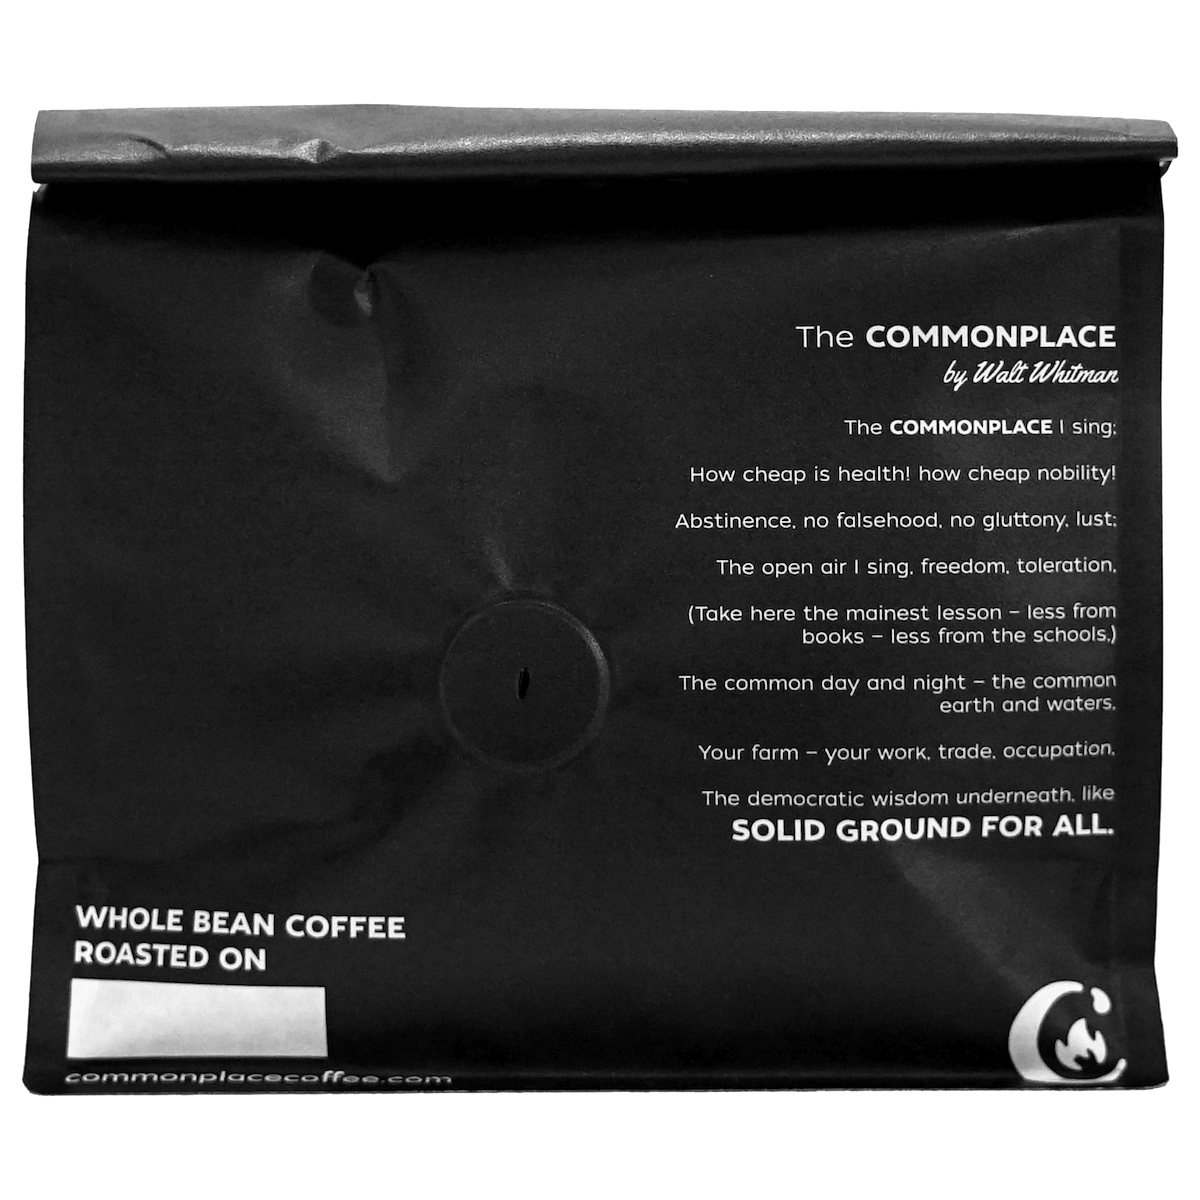 The COMMONPLACE
by Walt Whitman
The COMMONPLACE I sing;
How cheap is health! how cheap nobility!
Abstinence, no falsehood, no gluttony, lust;
The open air I sing, freedom, toleration,
(Take here the mainest lesson – less from
books – less from the schools,)
The common day and night – the common
earth and waters,
Your farm – your work, trade, occupation,
The democratic wisdom underneath, like
SOLID GROUND FOR ALL.
WHOLE BEAN COFFEE
ROASTED ON
commonplacecoffee.com